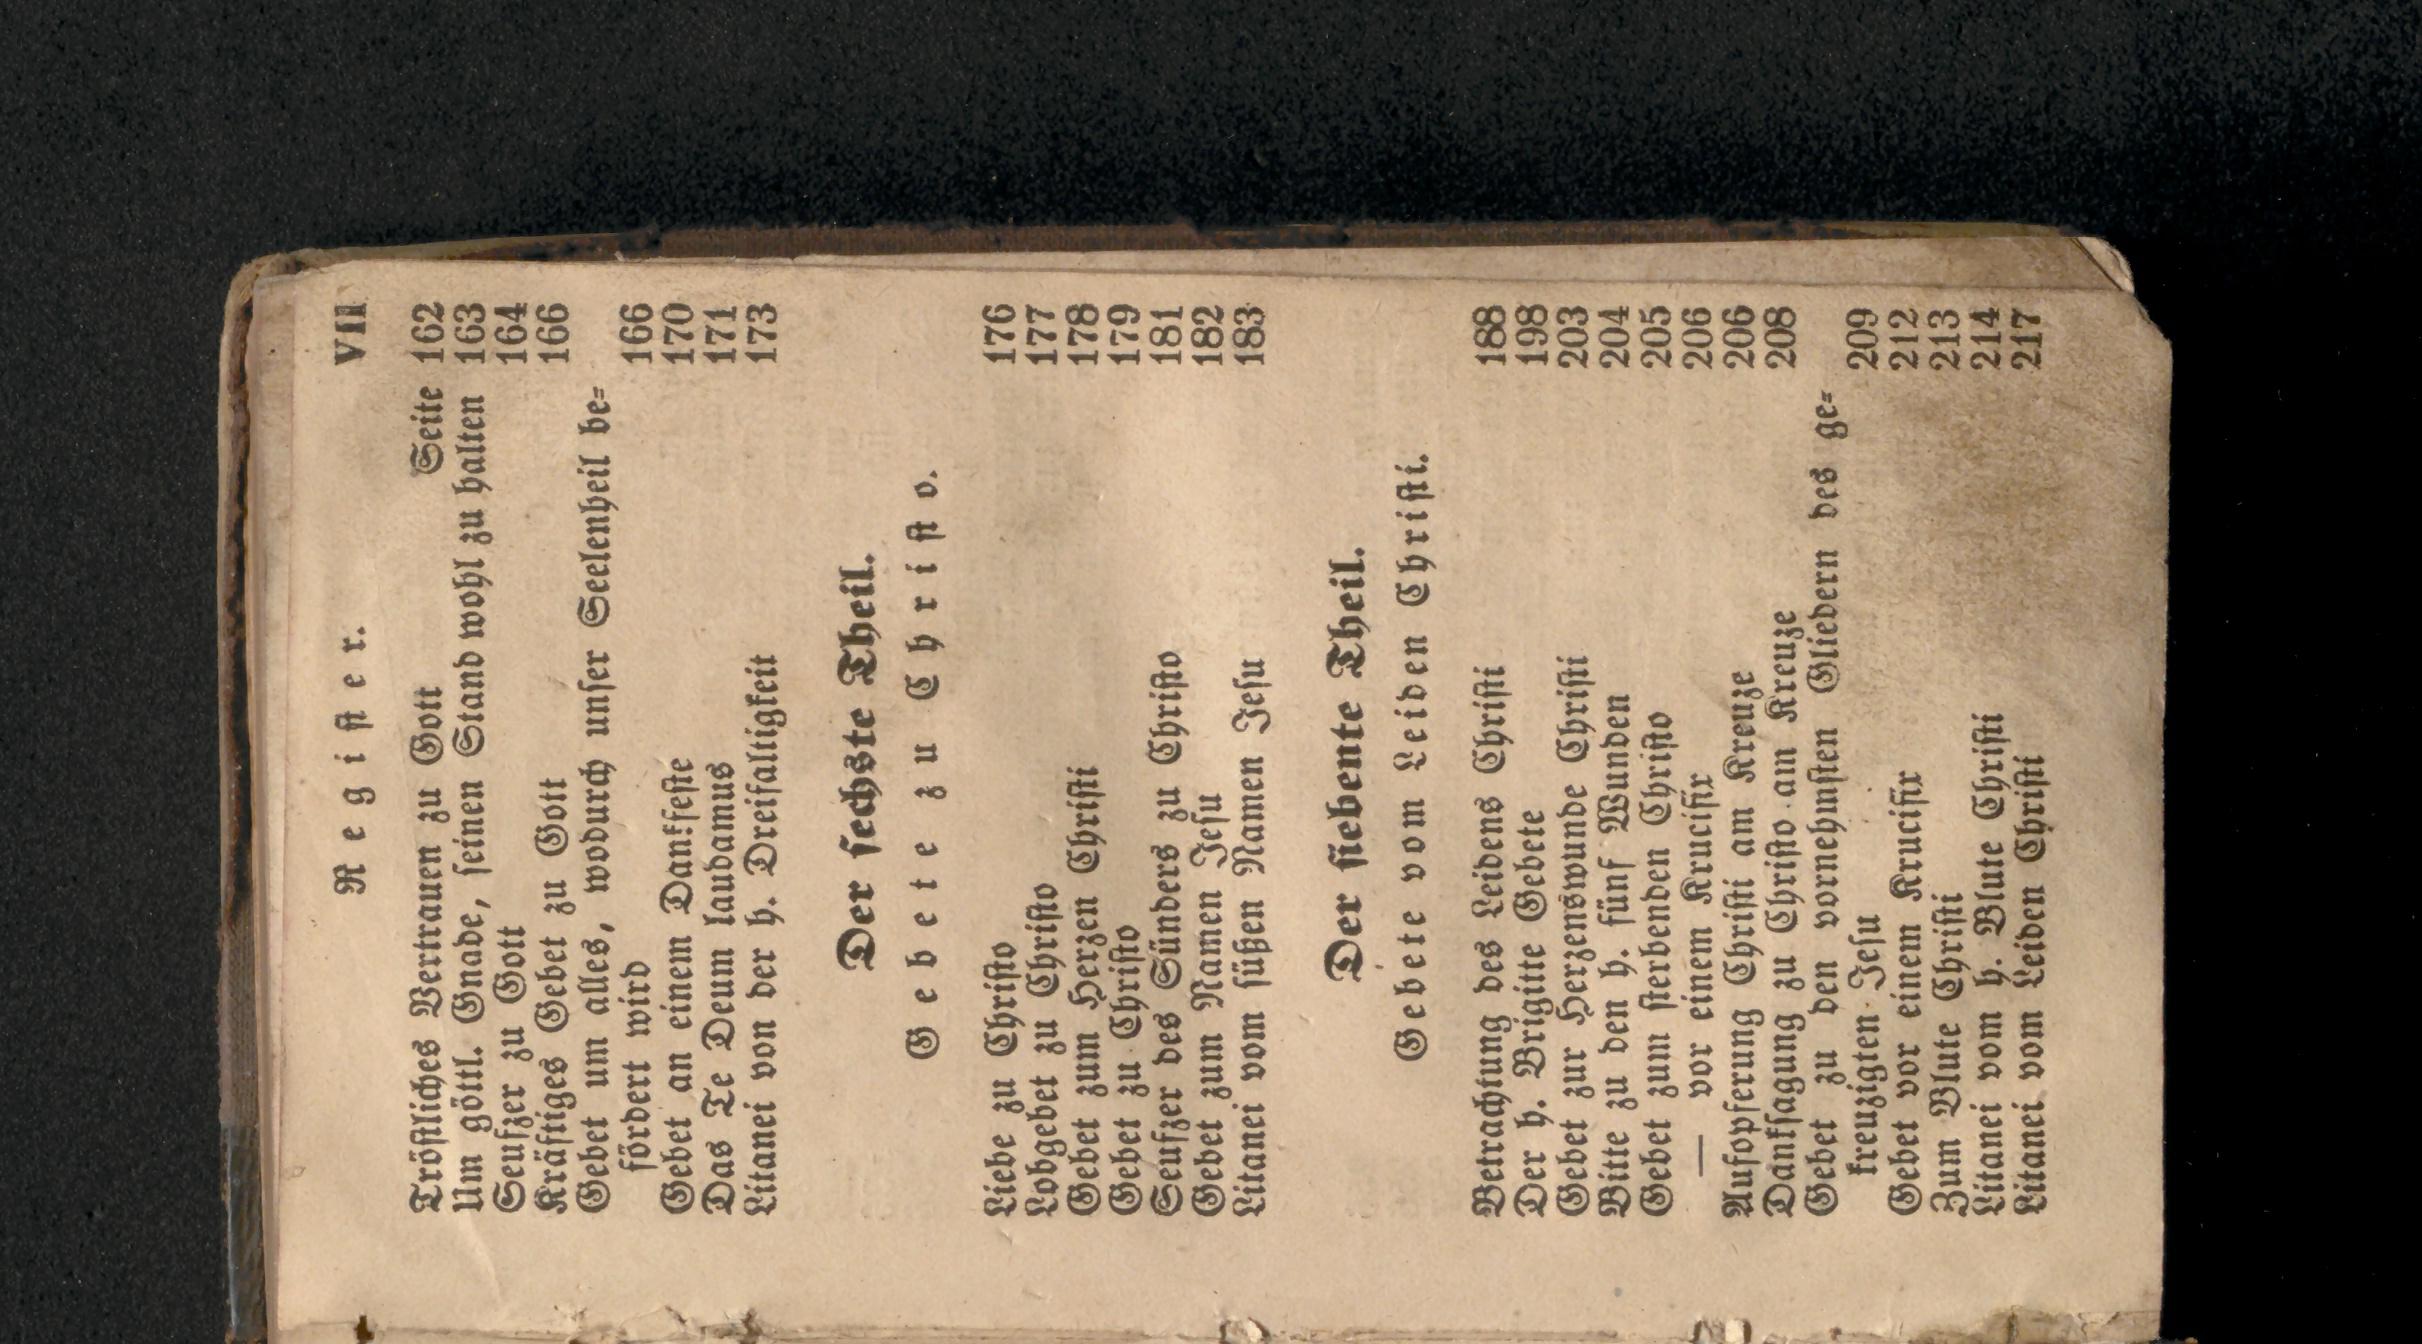 Register. VII
Seite
Tröstliches Vertrauen zu Gott 162
Um göttl. Gnade, seinen Stand wohl zu halten 163
Seufzer zu Gott 164
Kräftiges Gebet zu Gott 166
Gebet um alles, wodurch unser Seelenheil be=
fördert wird 166
Gebet an einem Dankfeste 170
Das Te Deum laudamus 171
Litanei von der h. Dreifaltigkeit 173
Der sechste Theil.
Gebete zu Christo.
Liebe zu Christo 176
Lobgebet zu Christo 177
Gebet zum Herzen Christi 178
Gebet zu Christo 179
Seufzer des Sünders zu Christo 181
Gebet zum Namen Jesu 182
Litanei vom süßen Namen Jesu 183
Der siebente Theil.
Gebete vom Leiden Christi.
Betrachtung des Leidens Christi 188
Der h. Brigitte Gebete 198
Gebet zur Herzenswunde Christi 203
Bitte zu den h. fünf Wunden 204
Gebet zum sterbenden Christo 205
— vor einem Krucifix 206
Aufopferung Christi am Kreuze 206
Danksagung zu Christo am Kreuze 208
Gebet zu den vornehmsten Gliedern des ge=
kreuzigten Jesu 209
Gebet vor einem Krucifix 212
Zum Blute Christi 213
Litanei vom h. Blute Christi 214
Litanei vom Leiden Christi 217